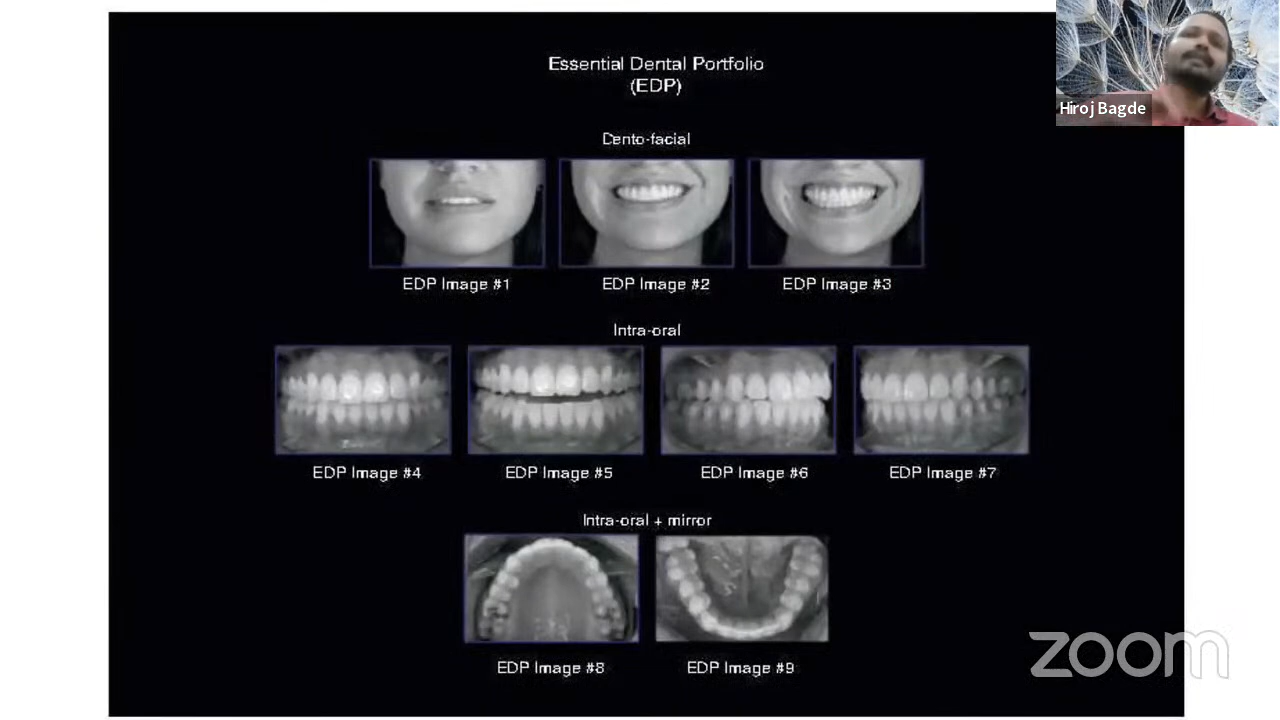 Essential Dental Portfolio
(EDP)
Hiroj Bagde
Dento-facial
EDP Image #1
EDP Image #2
EDP Image #3
Intra-oral
EDP Image #4
EDP Image #5
EDP Image #6
EDP Image #7
Intra-oral + mirror
EDP Image #8
EDP Image #9
zoom